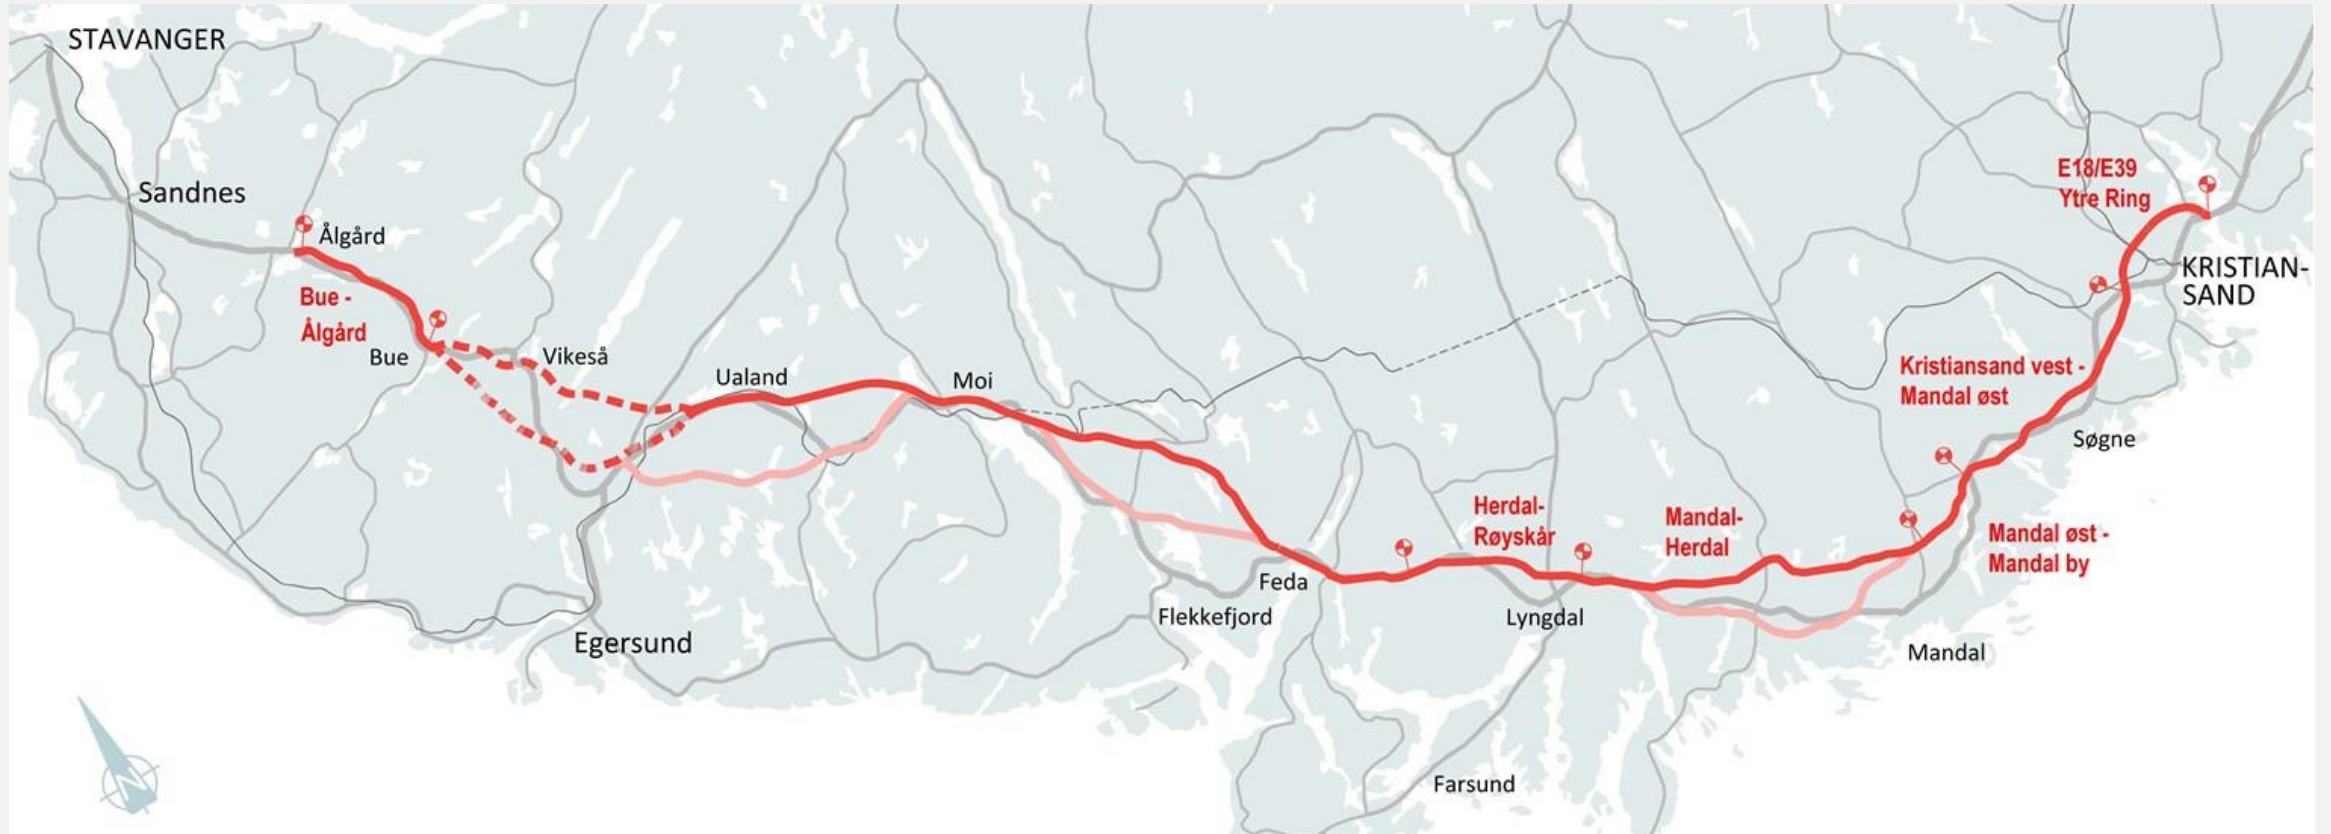 STAVANGER
Sandnes
Ålgård
Bue -
Ålgård
Bue
Vikeså
Ualand
Moi
Egersund
Flekkefjord
Feda
Herdal-
Røyskår
Lyngdal
Farsund
Mandal-
Herdal
Mandal
Mandal øst -
Mandal by
Kristiansand vest -
Mandal øst
Søgne
E18/E39
Ytre Ring
KRISTIAN-
SAND
N